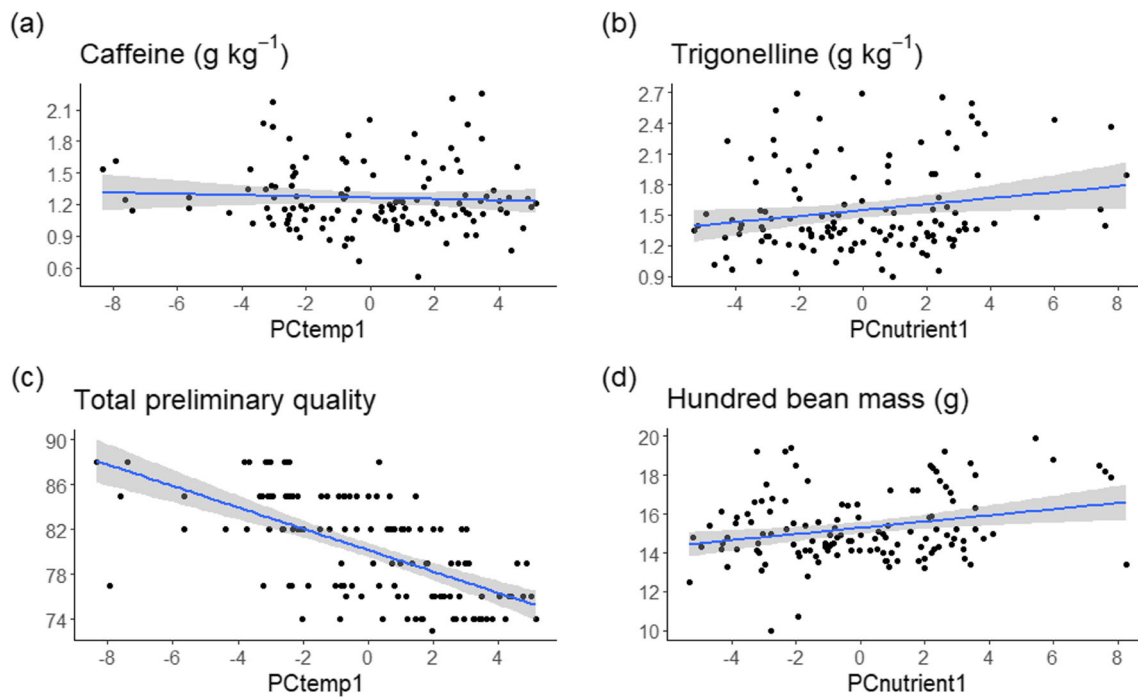 (a)
Caffeine (g kg⁻¹)
2.1
1.8
1.5
1.2
0.9
0.6
-8 -6 -4 -2 0 2 4
PCtemp1
(b)
Trigonelline (g kg⁻¹)
2.7
2.4
2.1
1.8
1.5
1.2
0.9
-4 -2 0 2 4 6 8
PCnutrient1
(c)
Total preliminary quality
90
86
82
78
74
-8 -6 -4 -2 0 2 4
PCtemp1
(d)
Hundred bean mass (g)
20
18
16
14
12
10
-4 -2 0 2 4 6 8
PCnutrient1